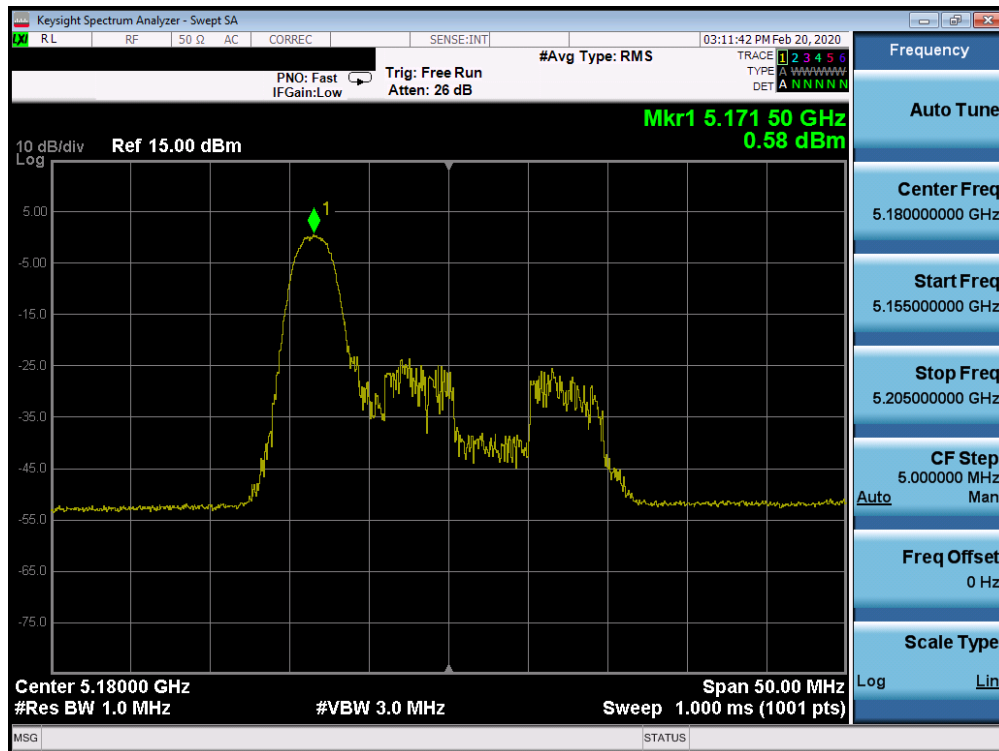 Keysight Spectrum Analyzer - Swept SA
LXI RL RF 50 Ω AC CORREC SENSE:INT 03:11:42 PM Feb 20, 2020
#Avg Type: RMS
TRACE 1 2 3 4 5 6
TYPE A WWWWW
DET A N N N N N
PNO: Fast
IFGain:Low
Trig: Free Run
Atten: 26 dB
Mkr1 5.171 50 GHz
0.58 dBm
10 dB/div Ref 15.00 dBm
Log
1
5.00
-5.00
-15.0
-25.0
-35.0
-45.0
-55.0
-65.0
-75.0
Center 5.18000 GHz Span 50.00 MHz
#Res BW 1.0 MHz #VBW 3.0 MHz Sweep 1.000 ms (1001 pts)
MSG STATUS
Frequency
Auto Tune
Center Freq
5.180000000 GHz
Start Freq
5.155000000 GHz
Stop Freq
5.205000000 GHz
CF Step
5.000000 MHz
Auto Man
Freq Offset
0 Hz
Scale Type
Log Lin